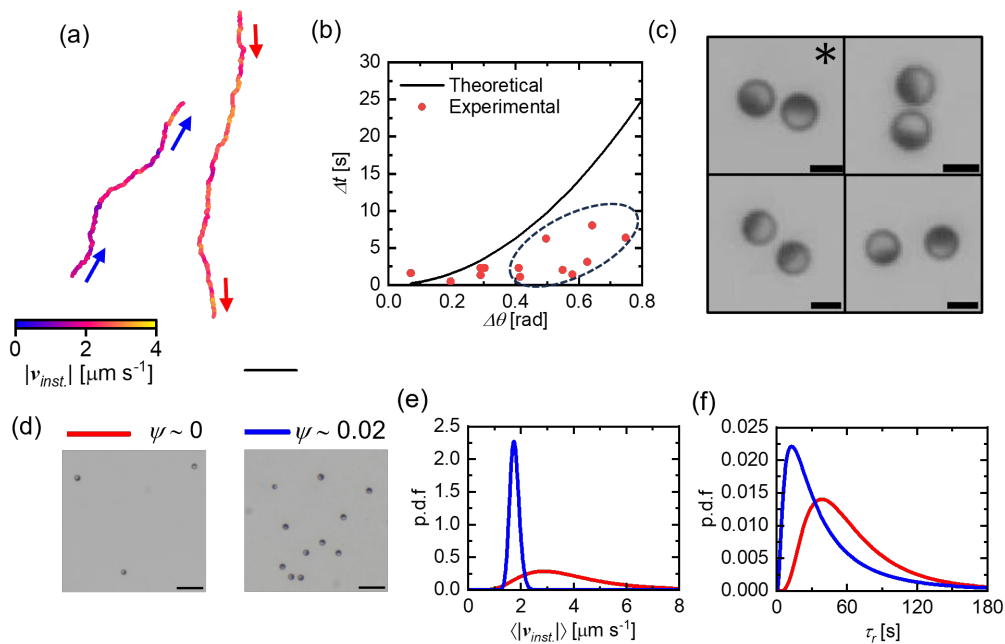 (a)
0 2 4
|v_inst.| [μm s⁻¹]
(b)
Theoretical
Experimental
Δt [s]
30
25
20
15
10
5
0
0.0 0.2 0.4 0.6 0.8
Δθ [rad]
(c)
*
(d)
ψ ~ 0
ψ ~ 0.02
(e)
p.d.f
2.5
2.0
1.5
1.0
0.5
0.0
0 2 4 6 8
⟨|v_inst.|⟩ [μm s⁻¹]
(f)
p.d.f
0.025
0.020
0.015
0.010
0.005
0.000
0 60 120 180
τ_r [s]